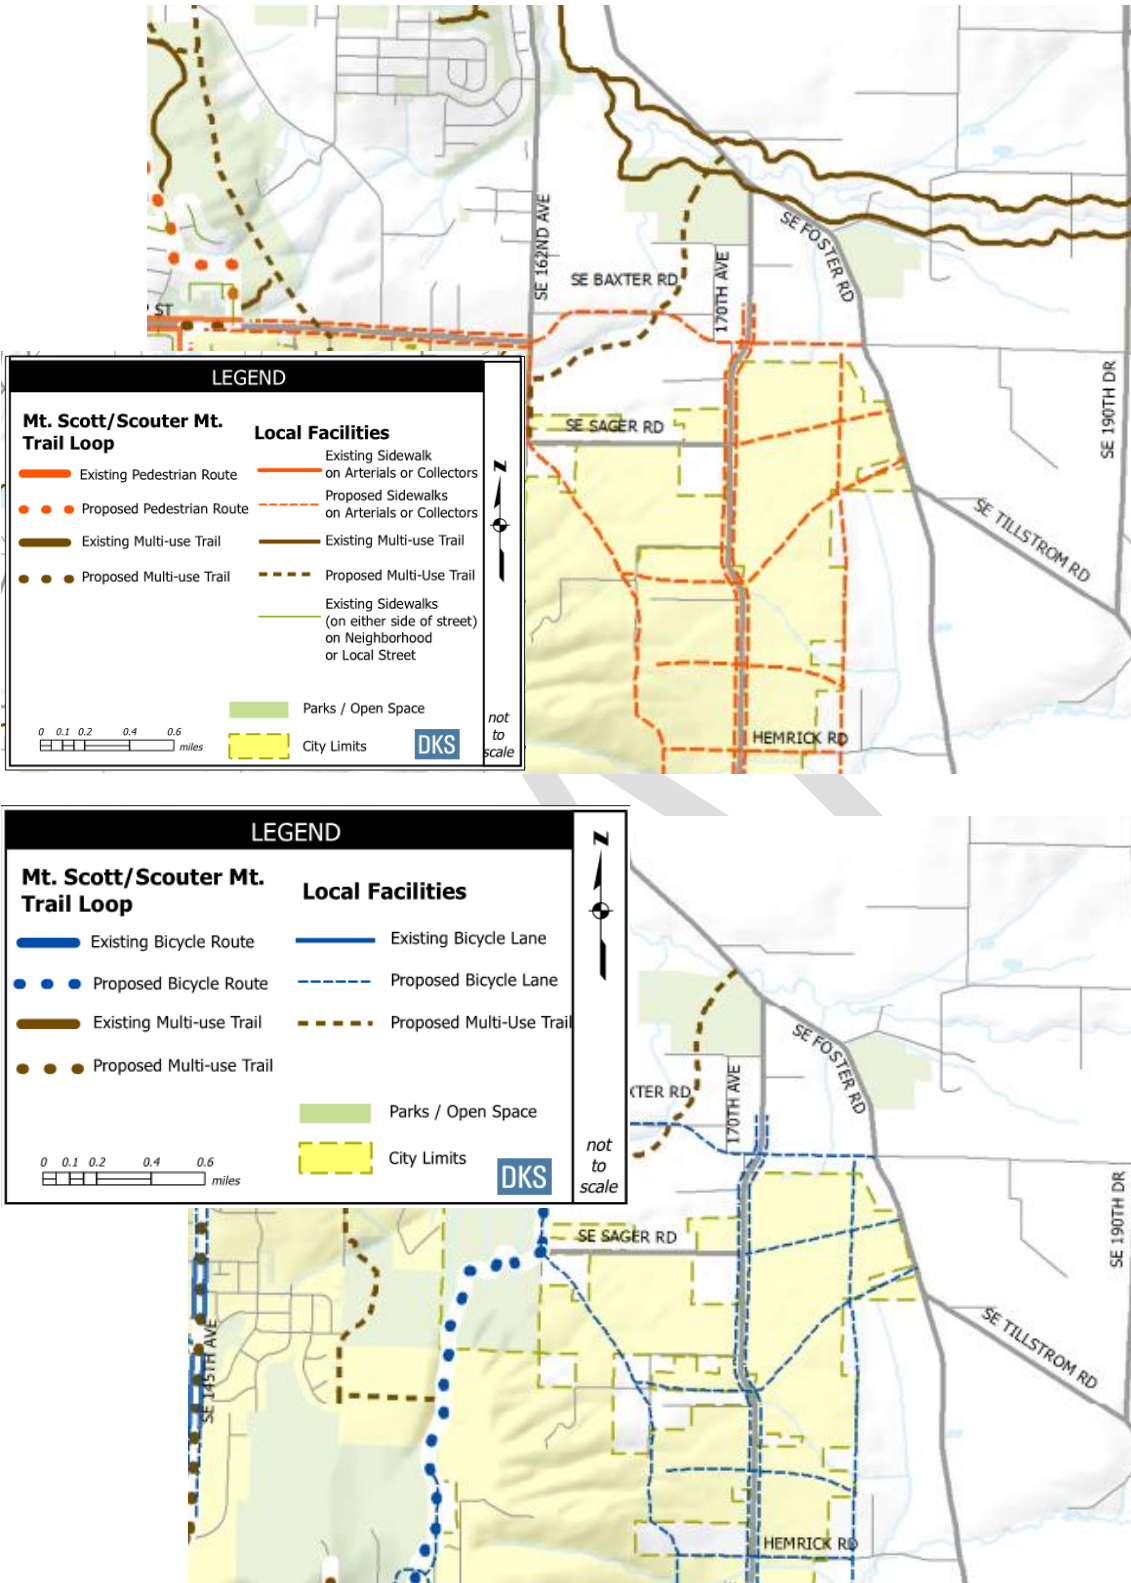 SE 162ND AVE
SE BAXTER RD
170TH AVE
SE FOSTER RD
ST
SE SAGER RD
SE 190TH DR
SE TILLSTROM RD
HEMRICK RD
LEGEND
Mt. Scott/Scouter Mt.
Trail Loop
Existing Pedestrian Route
Proposed Pedestrian Route
Existing Multi-use Trail
Proposed Multi-use Trail
Local Facilities
Existing Sidewalk
on Arterials or Collectors
Proposed Sidewalks
on Arterials or Collectors
Existing Multi-use Trail
Proposed Multi-Use Trail
Existing Sidewalks
(on either side of street)
on Neighborhood
or Local Street
Parks / Open Space
City Limits
0 0.1 0.2 0.4 0.6
miles
DKS
N
not
to
scale
LEGEND
Mt. Scott/Scouter Mt.
Trail Loop
Existing Bicycle Route
Proposed Bicycle Route
Existing Multi-use Trail
Proposed Multi-use Trail
Local Facilities
Existing Bicycle Lane
Proposed Bicycle Lane
Proposed Multi-Use Trail
Parks / Open Space
City Limits
0 0.1 0.2 0.4 0.6
miles
DKS
N
not
to
scale
SE FOSTER RD
XTER RD
170TH AVE
SE SAGER RD
SE 190TH DR
SE TILLSTROM RD
SE 145TH AVE
HEMRICK RD